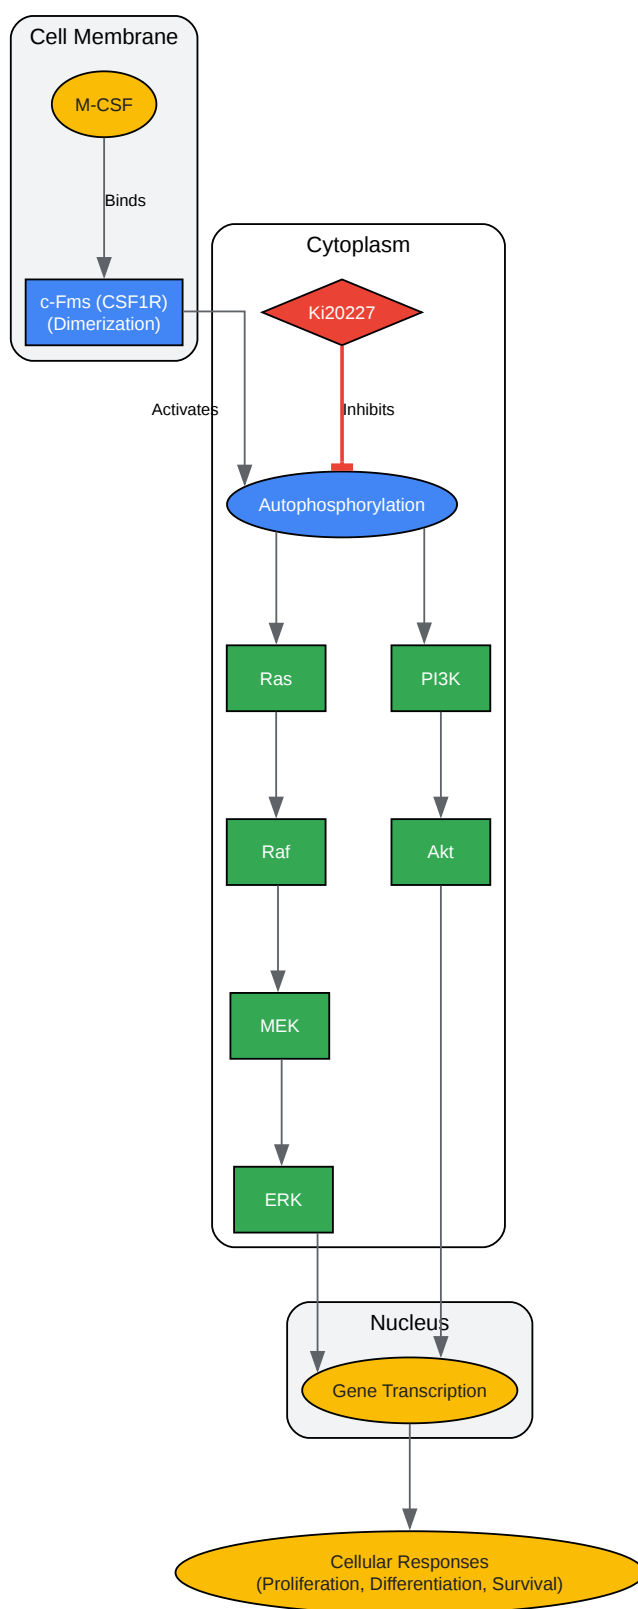 Cell Membrane
M-CSF
Binds
c-Fms (CSF1R)
(Dimerization)
Cytoplasm
Ki20227
Activates
Inhibits
Autophosphorylation
Ras
PI3K
Raf
Akt
MEK
ERK
Nucleus
Gene Transcription
Cellular Responses
(Proliferation, Differentiation, Survival)